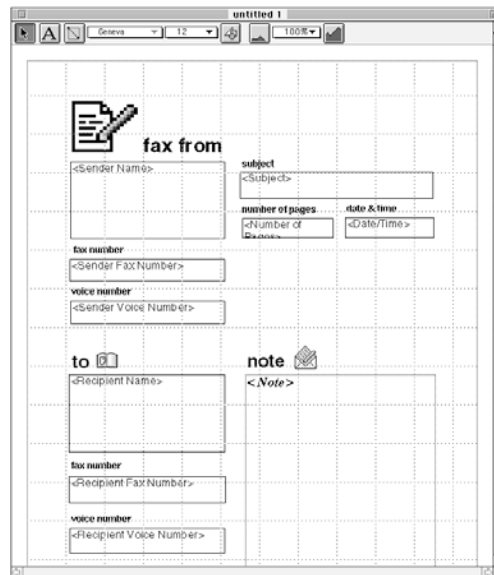 untitled 1
A Geneva 12 100%
fax from
<Sender Name>
subject
<Subject>
number of pages
date & time
<Number of
Pages>
<Date/Time>
fax number
<Sender Fax Number>
voice number
<Sender Voice Number>
to
<Recipient Name>
note
<Note>
fax number
<Recipient Fax Number>
voice number
<Recipient Voice Number>